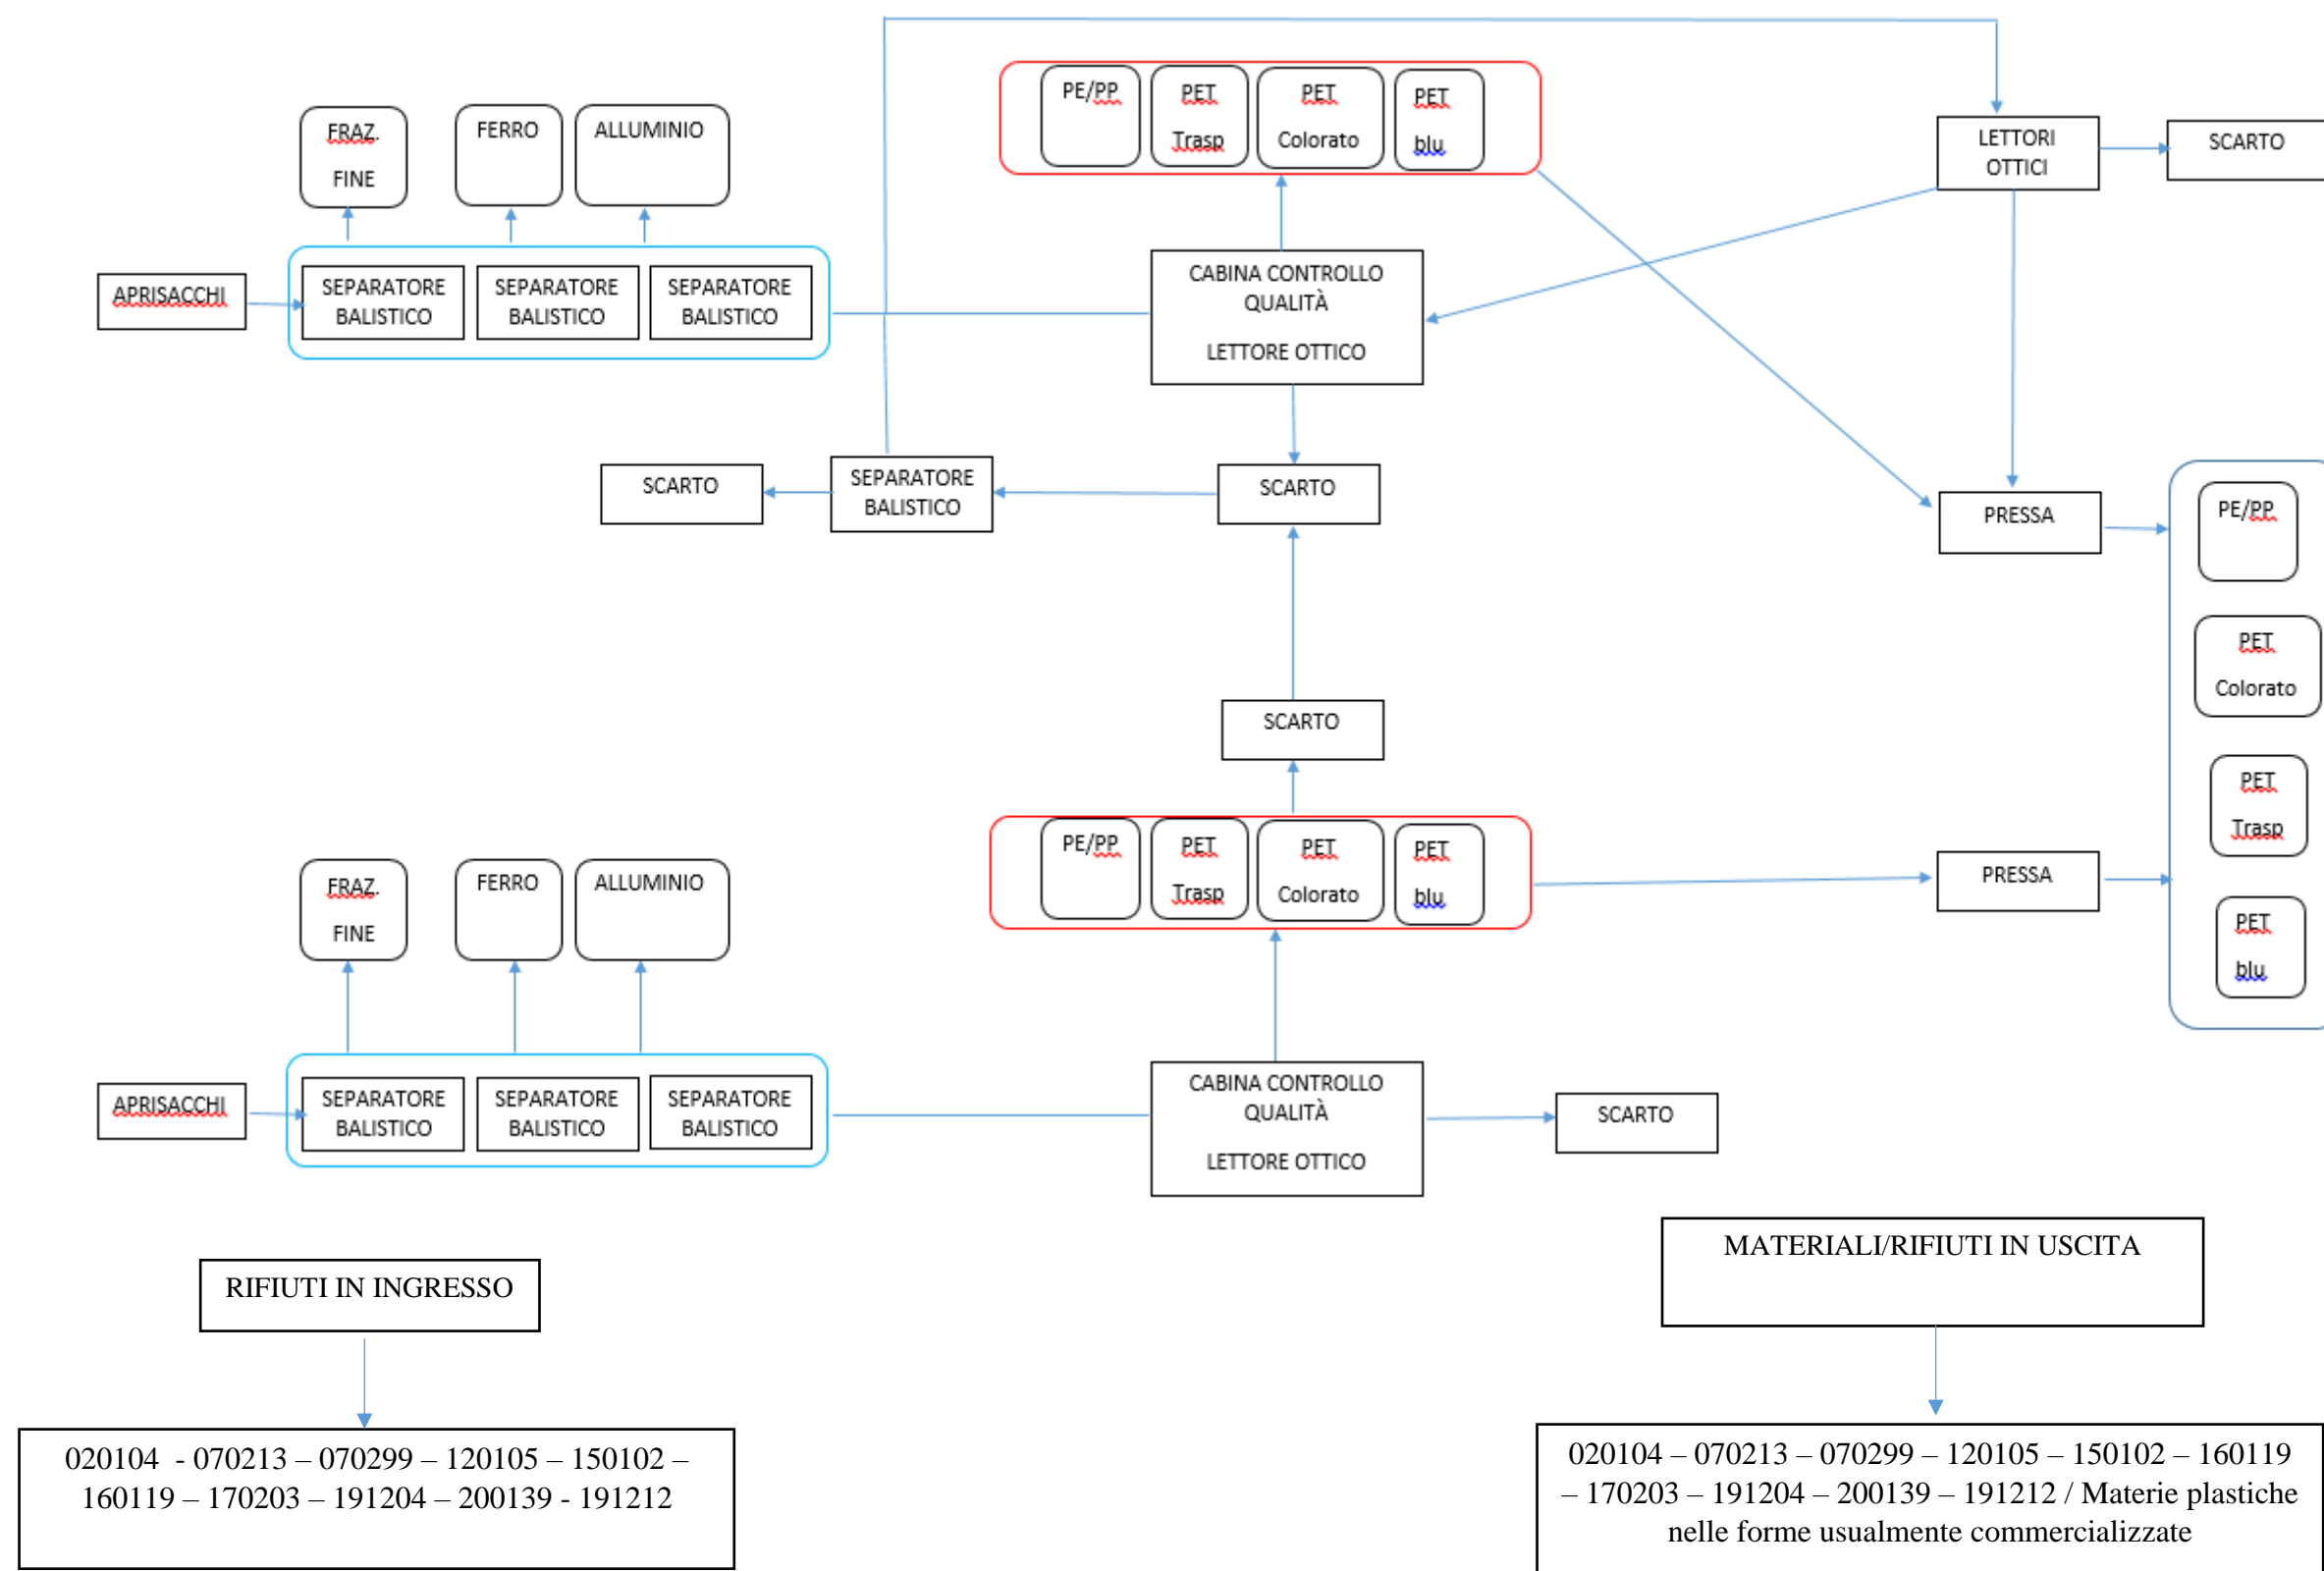 PE/PP
PET
Trasp
PET
Colorato
PET
blu
FRAZ.
FINE
FERRO
ALLUMINIO
LETTORI
OTTICI
SCARTO
APRISACCHI
SEPARATORE
BALISTICO
SEPARATORE
BALISTICO
SEPARATORE
BALISTICO
CABINA CONTROLLO
QUALITÀ
LETTORE OTTICO
SCARTO
SEPARATORE
BALISTICO
SCARTO
PRESSA
PE/PP
PET
Colorato
PET
Trasp
PET
blu
SCARTO
PE/PP
PET
Trasp
PET
Colorato
PET
blu
PRESSA
FRAZ.
FINE
FERRO
ALLUMINIO
APRISACCHI
SEPARATORE
BALISTICO
SEPARATORE
BALISTICO
SEPARATORE
BALISTICO
CABINA CONTROLLO
QUALITÀ
LETTORE OTTICO
SCARTO
RIFIUTI IN INGRESSO
020104 - 070213 – 070299 – 120105 – 150102 –
160119 – 170203 – 191204 – 200139 - 191212
MATERIALI/RIFIUTI IN USCITA
020104 – 070213 – 070299 – 120105 – 150102 – 160119
– 170203 – 191204 – 200139 – 191212 / Materie plastiche
nelle forme usualmente commercializzate